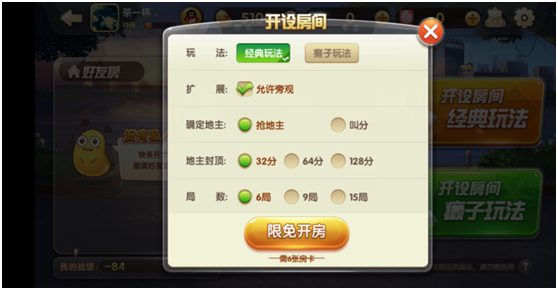 茶一杯
开设房间
好友房
玩 法: 经典玩法 癞子玩法
扩 展: 允许旁观
确定地主: 抢地主 叫分
地主封顶: 32分 64分 128分
局 数: 6局 9局 15局
限免开房
需6张房卡
开设房间
经典玩法
开设房间
癞子玩法
我的战绩: -84